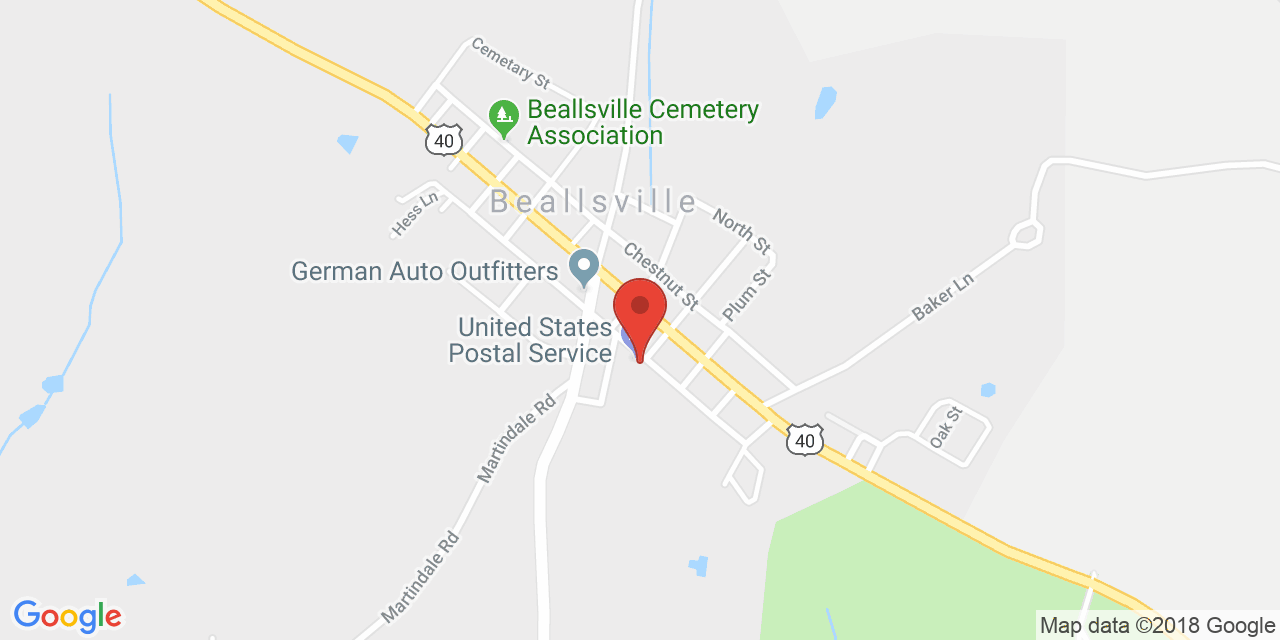 Cemetary St
Beallsville Cemetery
Association
40
Beallsville
Hess Ln
North St
Chestnut St
German Auto Outfitters
Plum St
Baker Ln
United States
Postal Service
Martindale Rd
Oak St
40
Martindale Rd
Google
Map data ©2018 Google